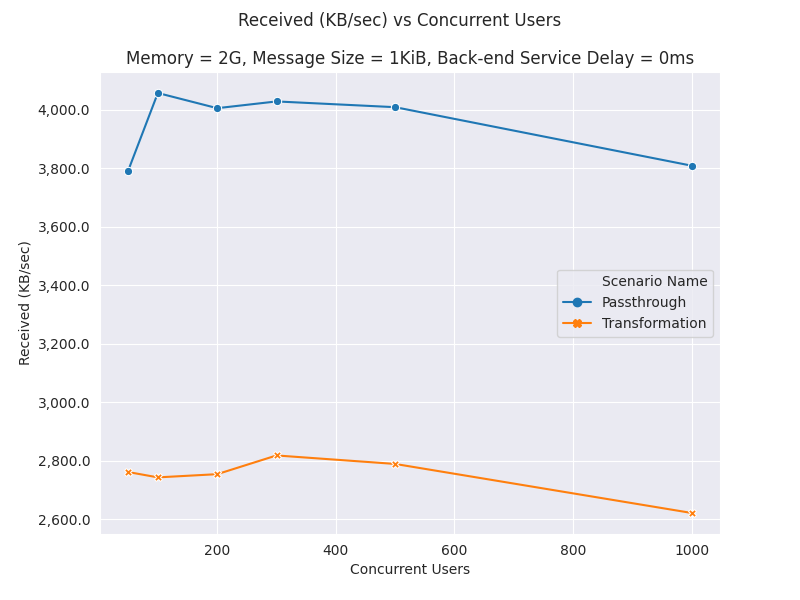 Received (KB/sec) vs Concurrent Users
Memory = 2G, Message Size = 1KiB, Back-end Service Delay = 0ms
4,000.0
3,800.0
3,600.0
3,400.0
3,200.0
3,000.0
2,800.0
2,600.0
Received (KB/sec)
Scenario Name
Passthrough
Transformation
200
400
600
800
1000
Concurrent Users